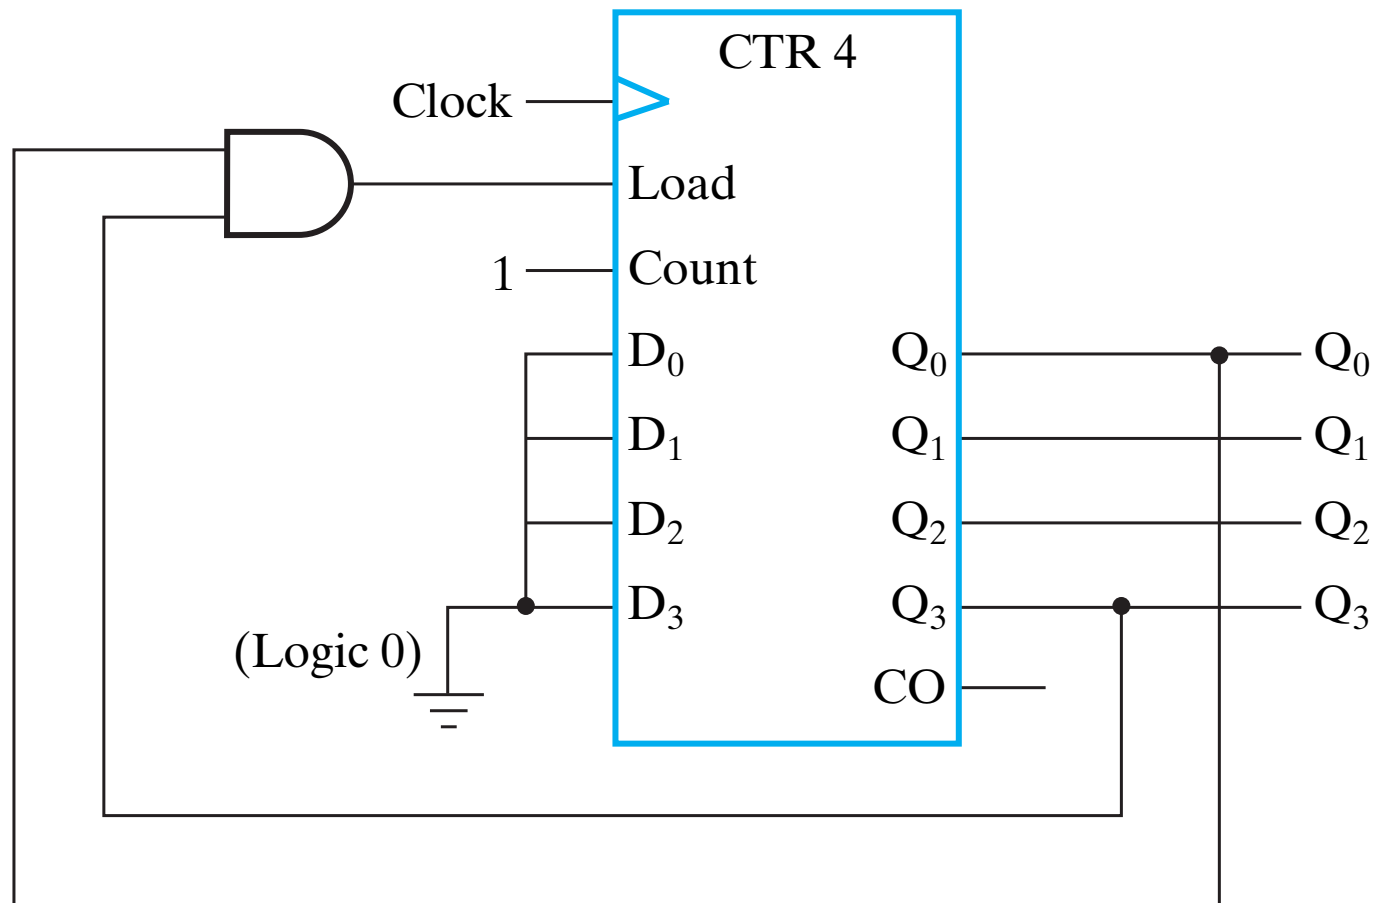 CTR 4
Clock
Load
1 Count
D₀ Q₀ Q₀
D₁ Q₁ Q₁
D₂ Q₂ Q₂
D₃ Q₃ Q₃
(Logic 0)
CO